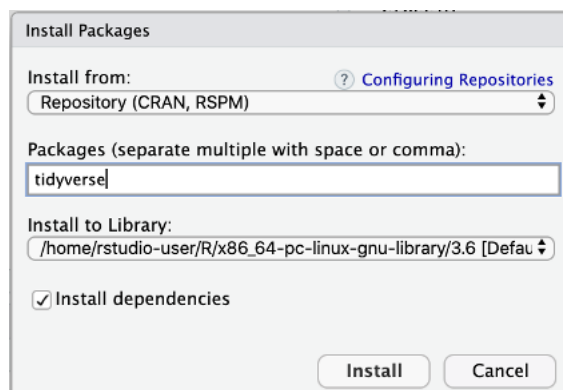 Install Packages
Install from:
? Configuring Repositories
Repository (CRAN, RSPM)
Packages (separate multiple with space or comma):
tidyverse
Install to Library:
/home/rstudio-user/R/x86_64-pc-linux-gnu-library/3.6 [Defau
Install dependencies
Install
Cancel